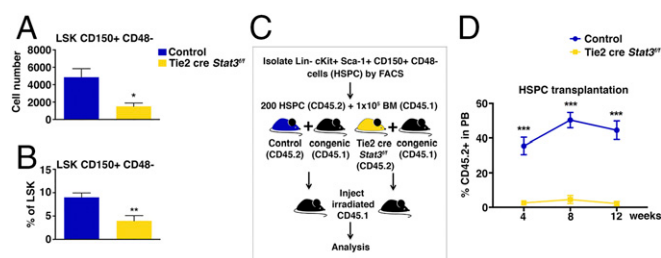 A
LSK CD150+ CD48-
Cell number
8000
6000
4000
2000
0
*
Control
Tie2 cre Stat3f/f
B
LSK CD150+ CD48-
% of LSK
15
10
5
0
**
C
Isolate Lin- cKit+ Sca-1+ CD150+ CD48-
cells (HSPC) by FACS
200 HSPC (CD45.2) + 1x10⁵ BM (CD45.1)
Control
(CD45.2)
congenic
(CD45.1)
Tie2 cre
Stat3f/f
(CD45.2)
congenic
(CD45.1)
Inject
irradiated
CD45.1
Analysis
D
Control
Tie2 cre Stat3f/f
HSPC transplantation
% CD45.2+ in PB
60
40
20
0
***
***
***
4
8
12
weeks